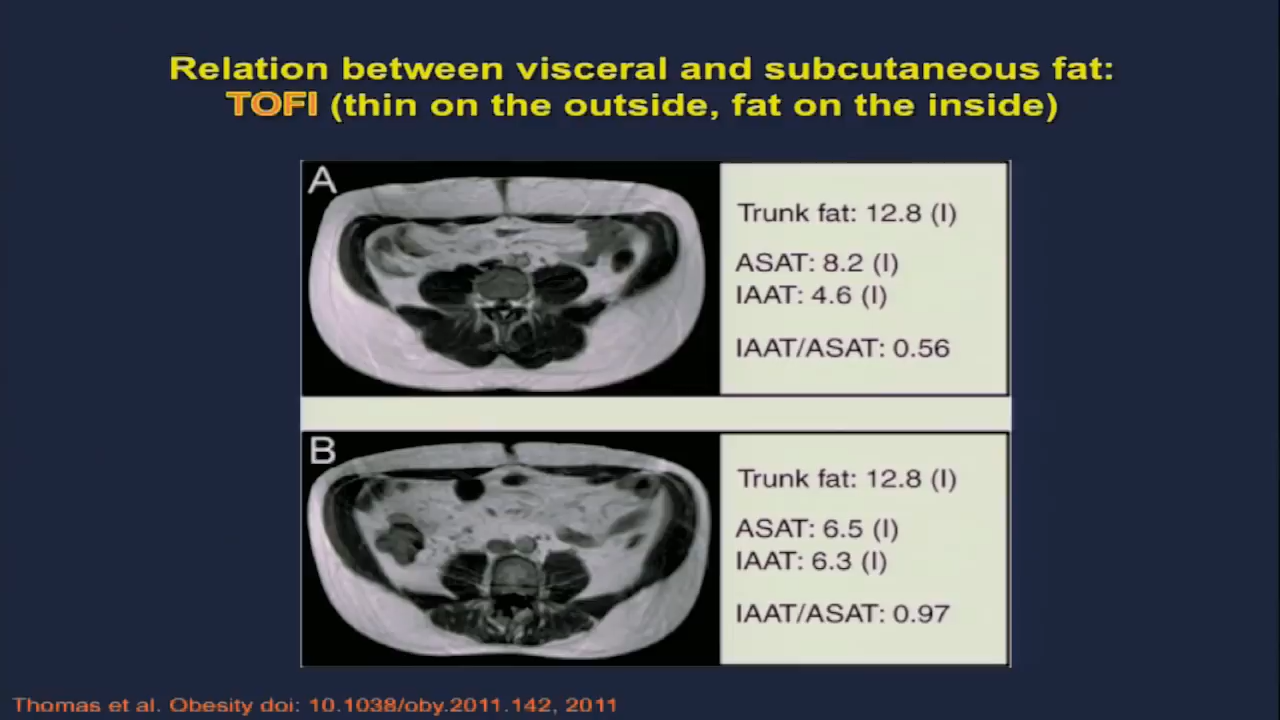 Relation between visceral and subcutaneous fat:
TOFI (thin on the outside, fat on the inside)
A
Trunk fat: 12.8 (l)
ASAT: 8.2 (l)
IAAT: 4.6 (l)
IAAT/ASAT: 0.56
B
Trunk fat: 12.8 (l)
ASAT: 6.5 (l)
IAAT: 6.3 (l)
IAAT/ASAT: 0.97
Thomas et al. Obesity doi: 10.1038/oby.2011.142, 2011